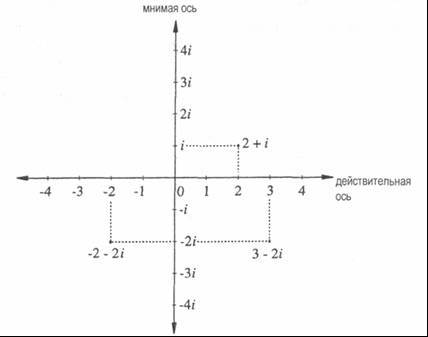 мнимая ось
4i
3i
2i
i
2 + i
-4 -3 -2 -1 0 1 2 3 4
действительная
ось
-i
-2i
-2 - 2i
3 - 2i
-3i
-4i